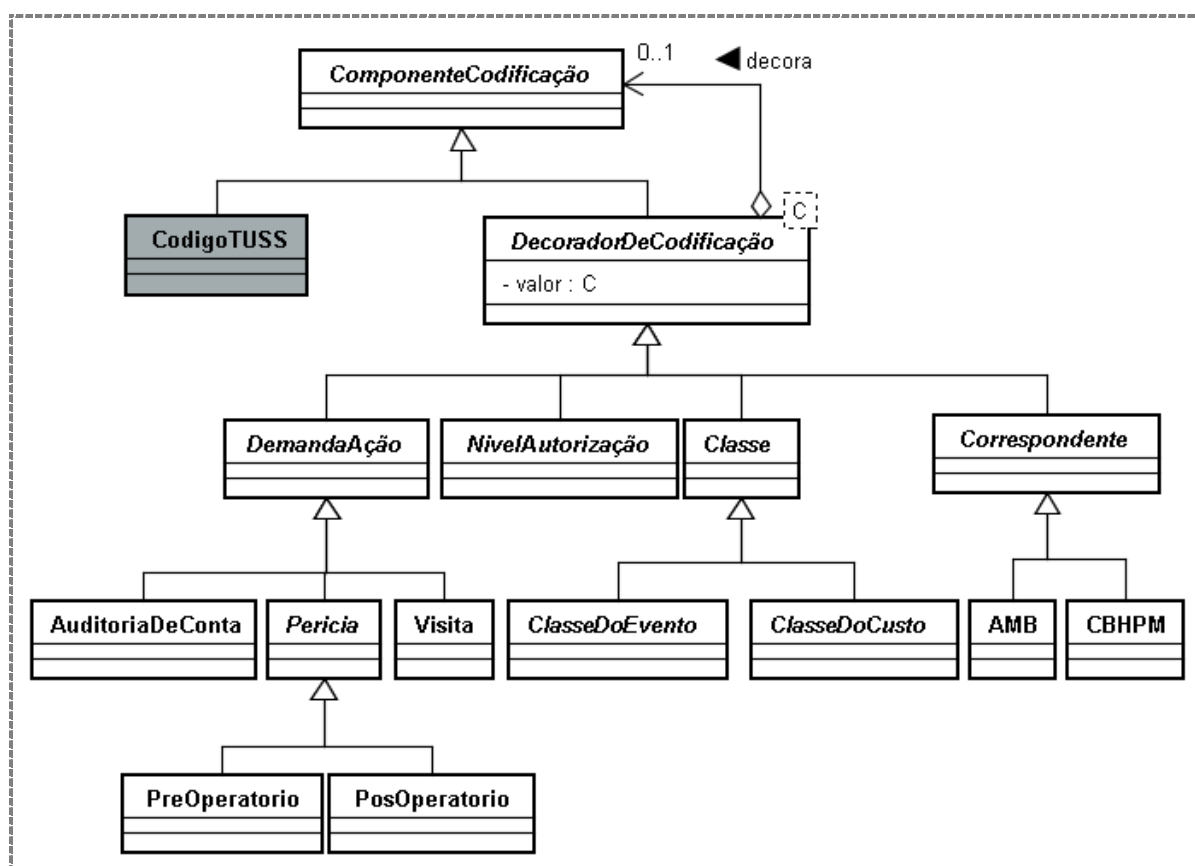 0..1
◀ decora
ComponenteCodificação
C
CodigoTUSS
DecoradorDeCodificação
- valor : C
DemandaAção
NivelAutorização
Classe
Correspondente
AuditoriaDeConta
Perícia
Visita
ClasseDoEvento
ClasseDoCusto
AMB
CBHPM
PreOperatorio
PosOperatorio